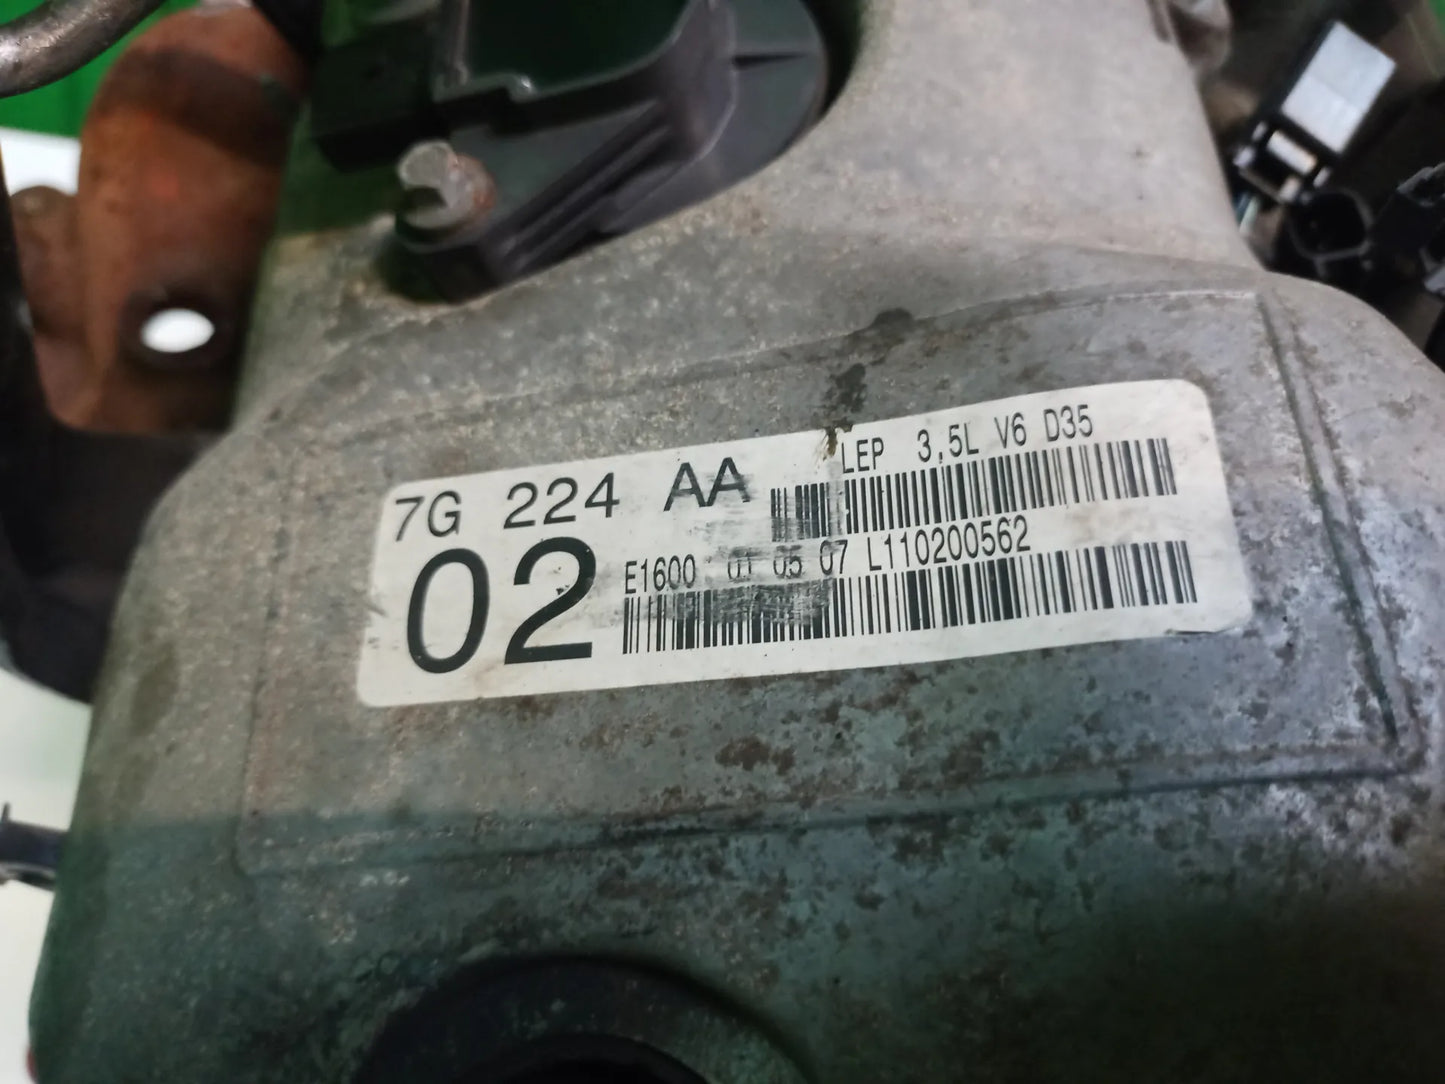 7G 224 AA
LEP 3,5L V6 D35
02
E1600 01 05 07 L110200562